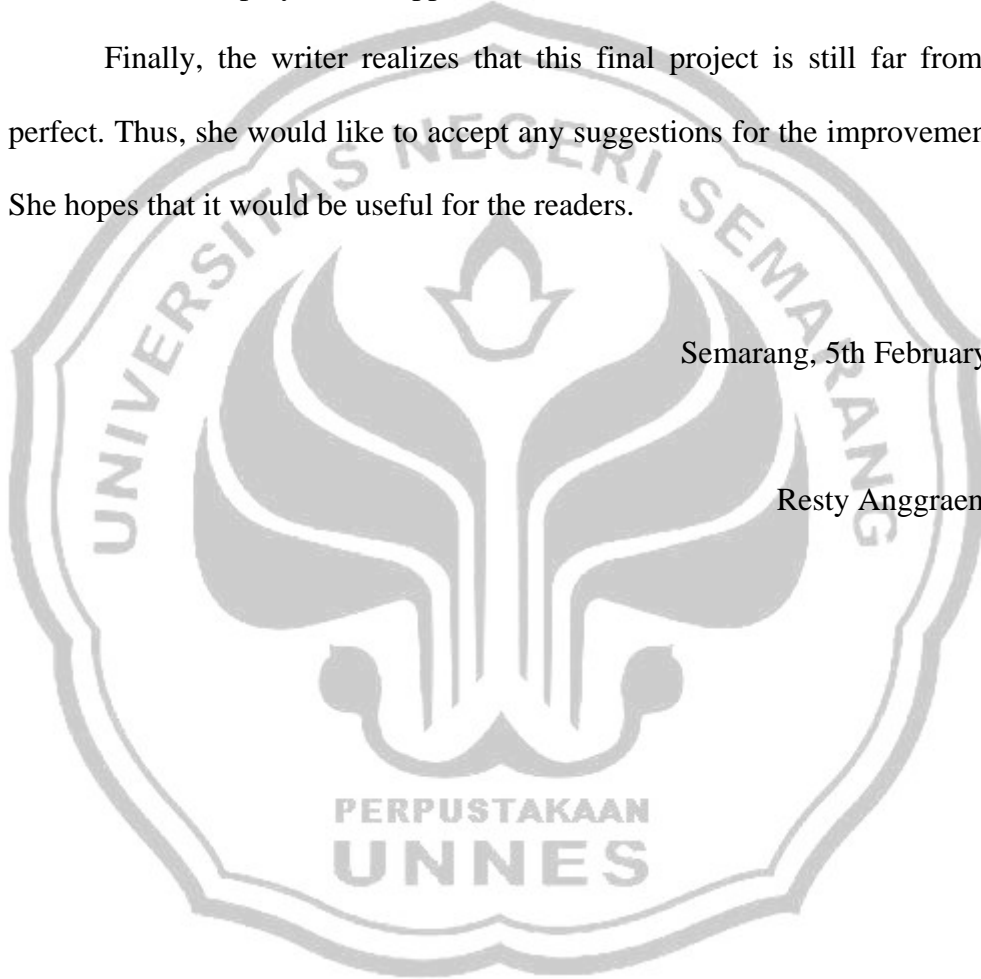 Finally, the writer realizes that this final project is still far from
perfect. Thus, she would like to accept any suggestions for the
She hopes that it would be useful for the readers.
UNIVERSITAS NEGERI SEMARANG
Semarang, 5th February
Resty
PERPUSTAKAAN
UNNES